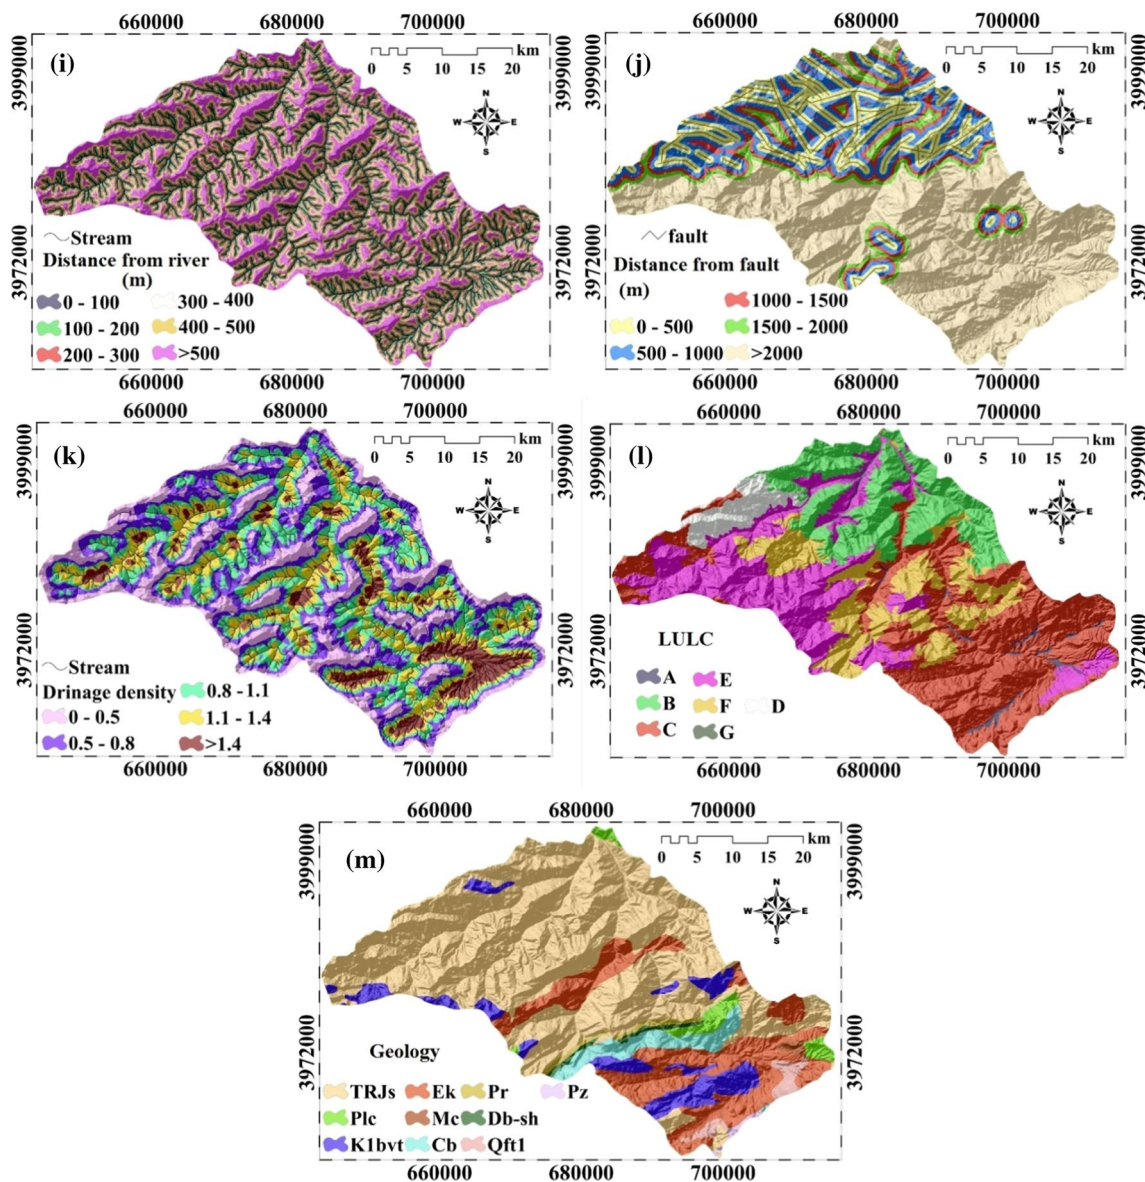 660000 680000 700000
(i)
km
0 5 10 15 20
3999000
3972000
N
W E
S
Stream
Distance from river
(m)
0 - 100
100 - 200
200 - 300
300 - 400
400 - 500
>500
3999000
3972000
660000 680000 700000
660000 680000 700000
(j)
km
0 5 10 15 20
3999000
3972000
N
W E
S
fault
Distance from fault
(m)
0 - 500
500 - 1000
1000 - 1500
1500 - 2000
>2000
3999000
3972000
660000 680000 700000
660000 680000 700000
(k)
km
0 5 10 15 20
3999000
3972000
N
W E
S
Stream
Drinage density
0 - 0.5
0.5 - 0.8
0.8 - 1.1
1.1 - 1.4
>1.4
3999000
3972000
660000 680000 700000
660000 680000 700000
(l)
km
0 5 10 15 20
3999000
3972000
N
W E
S
LULC
A
B
C
E
F
G
D
3999000
3972000
660000 680000 700000
660000 680000 700000
(m)
km
0 5 10 15 20
3999000
3972000
N
W E
S
Geology
TRJs Ek Pr Pz
Plc Mc Db-sh
K1bvt Cb Qft1
3999000
3972000
660000 680000 700000